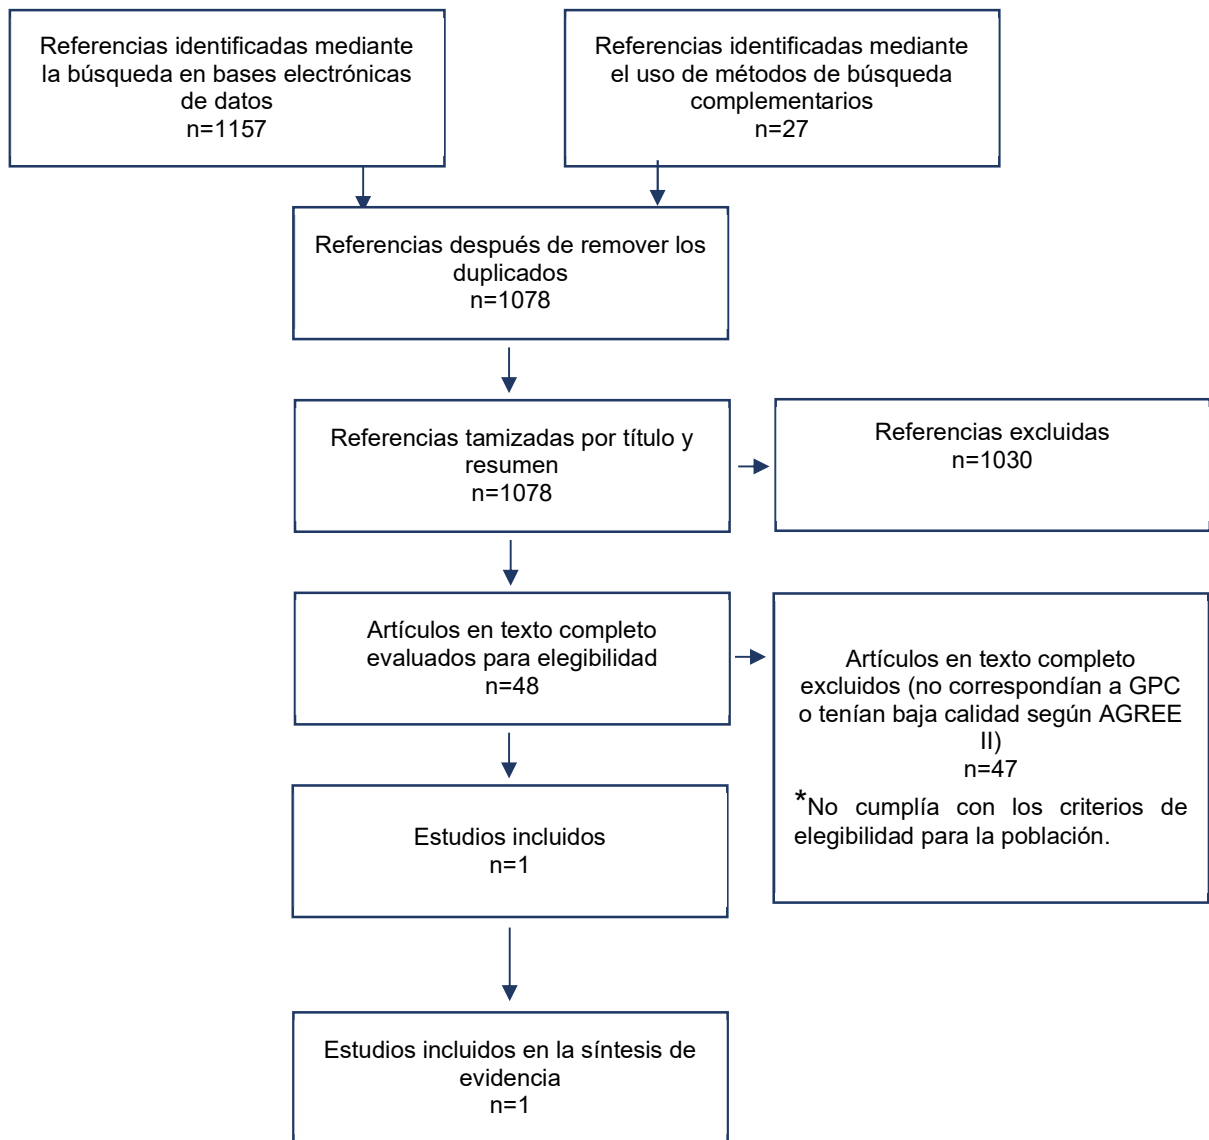 Referencias identificadas mediante
la búsqueda en bases electrónicas
de datos
n=1157
Referencias identificadas mediante
el uso de métodos de búsqueda
complementarios
n=27
Referencias después de remover los
duplicados
n=1078
Referencias tamizadas por título y
resumen
n=1078
Referencias excluidas
n=1030
Artículos en texto completo
evaluados para elegibilidad
n=48
Artículos en texto completo
excluidos (no correspondían a GPC
o tenían baja calidad según AGREE
II)
n=47
*No cumplía con los criterios de
elegibilidad para la población.
Estudios incluidos
n=1
Estudios incluidos en la síntesis de
evidencia
n=1